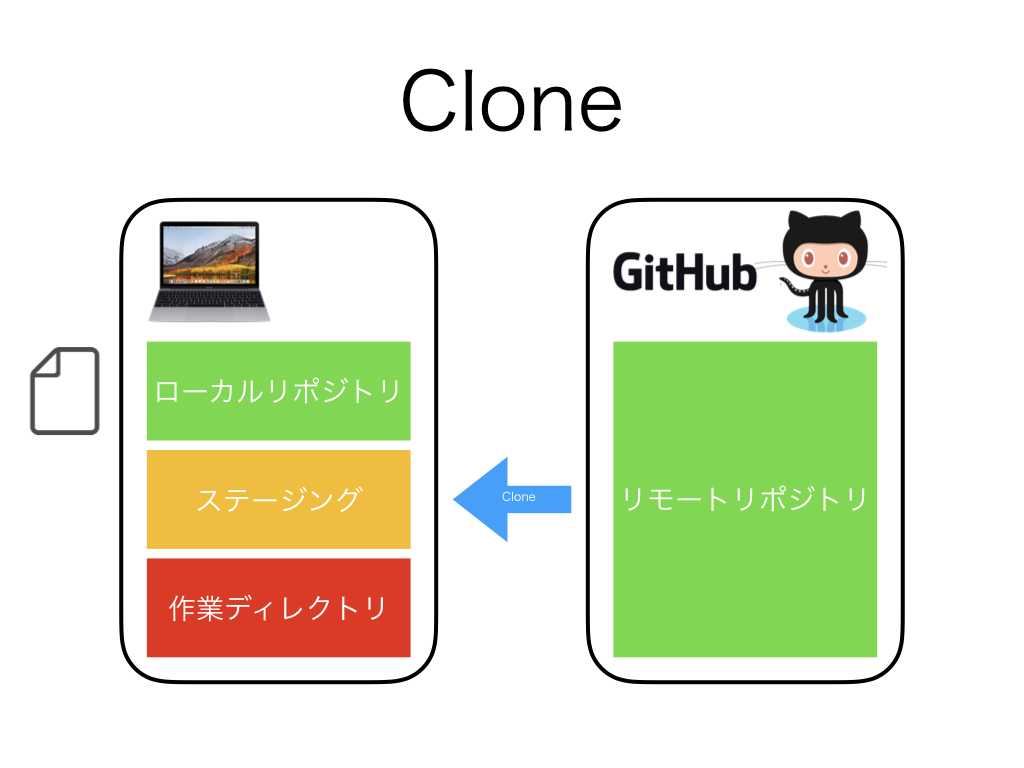 Clone
GitHub
ローカルリポジトリ
ステージング
作業ディレクトリ
Clone
リモートリポジトリ